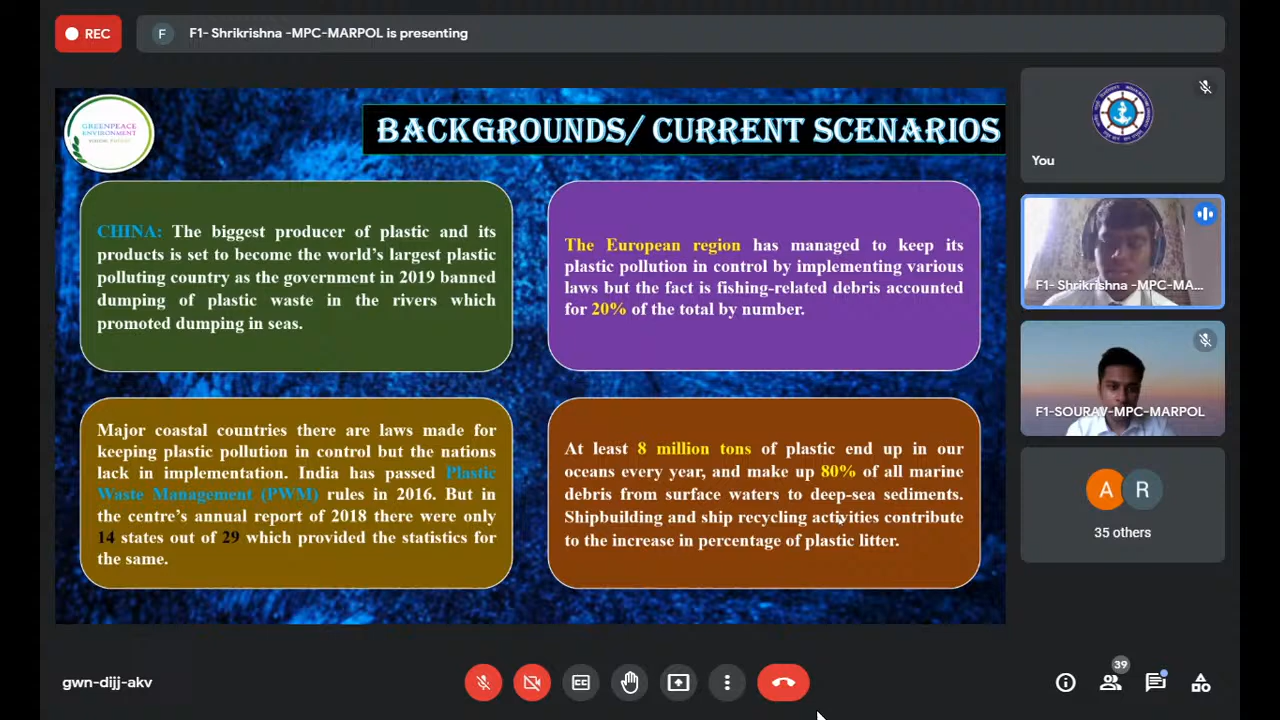 REC
F
F1- Shrikrishna -MPC-MARPOL is presenting
GREENPEACE
ENVIRONMENT
BACKGROUNDS/ CURRENT SCENARIOS
CHINA: The biggest producer of plastic and its
products is set to become the world's largest plastic
polluting country as the government in 2019 banned
dumping of plastic waste in the rivers which
promoted dumping in seas.
The European region has managed to keep its
plastic pollution in control by implementing various
laws but the fact is fishing-related debris accounted
for 20% of the total by number.
Major coastal countries there are laws made for
keeping plastic pollution in control but the nations
lack in implementation. India has passed Plastic
Waste Management (PWM) rules in 2016. But in
the centre's annual report of 2018 there were only
14 states out of 29 which provided the statistics for
the same.
At least 8 million tons of plastic end up in our
oceans every year, and make up 80% of all marine
debris from surface waters to deep-sea sediments.
Shipbuilding and ship recycling activities contribute
to the increase in percentage of plastic litter.
You
F1- Shrikrishna -MPC-MA...
F1-SOURAV-MPC-MARPOL
A R
35 others
gwn-dijj-akv
CC
39